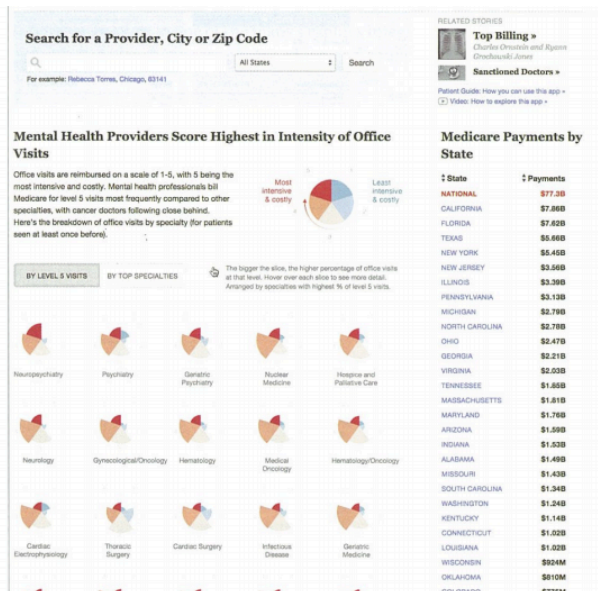 RELATED STORIES
Search for a Provider, City or Zip Code
Top Billing »
Charles Ornstein and Ryann
Grochowski Jones
All States
Search
Sanctioned Doctors »
For example: Rebecca Torres, Chicago, 83141
Patient Guide: How you can use this app »
Video: How to explore this app »
Mental Health Providers Score Highest in Intensity of Office
Visits
Office visits are reimbursed on a scale of 1-5, with 5 being the
most intensive and costly. Mental health professionals bill
Medicare for level 5 visits most frequently compared to other
specialties, with cancer doctors following close behind.
Here's the breakdown of office visits by specialty (for patients
seen at least once before).
Most
intensive
& costly
Least
intensive
& costly
BY LEVEL 5 VISITS
BY TOP SPECIALTIES
The bigger the slice, the higher percentage of office visits
at that level. Hover over each slice to see more detail.
Arranged by specialties with highest % of level 5 visits.
Neuropsychiatry
Psychiatry
Geriatric
Psychiatry
Nuclear
Medicine
Hospice and
Palliative Care
Neurology
Gynecological/Oncology
Hematology
Medical
Oncology
Hematology/Oncology
Cardiac
Electrophysiology
Thoracic
Surgery
Cardiac Surgery
Infectious
Disease
Geriatric
Medicine
Medicare Payments by
State
State Payments
NATIONAL $77.3B
CALIFORNIA $7.86B
FLORIDA $7.62B
TEXAS $5.66B
NEW YORK $5.45B
NEW JERSEY $3.56B
ILLINOIS $3.39B
PENNSYLVANIA $3.13B
MICHIGAN $2.79B
NORTH CAROLINA $2.78B
OHIO $2.47B
GEORGIA $2.21B
VIRGINIA $2.03B
TENNESSEE $1.85B
MASSACHUSETTS $1.81B
MARYLAND $1.76B
ARIZONA $1.59B
INDIANA $1.53B
ALABAMA $1.49B
MISSOURI $1.43B
SOUTH CAROLINA $1.34B
WASHINGTON $1.24B
KENTUCKY $1.14B
CONNECTICUT $1.02B
LOUISIANA $1.02B
WISCONSIN $924M
OKLAHOMA $810M